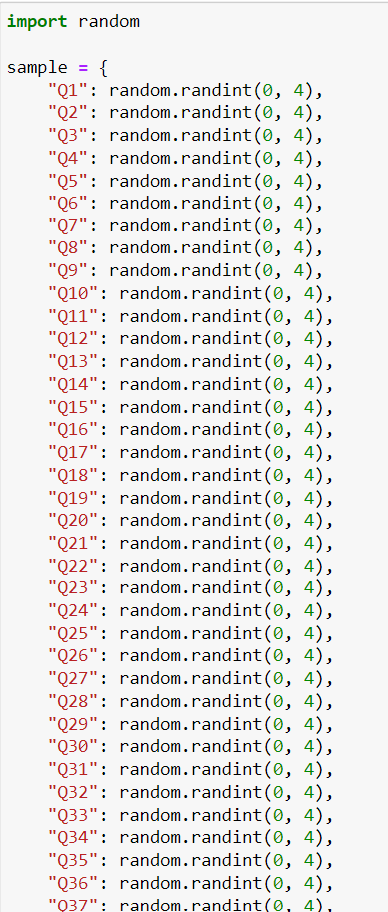 import random
sample = {
    "Q1": random.randint(0, 4),
    "Q2": random.randint(0, 4),
    "Q3": random.randint(0, 4),
    "Q4": random.randint(0, 4),
    "Q5": random.randint(0, 4),
    "Q6": random.randint(0, 4),
    "Q7": random.randint(0, 4),
    "Q8": random.randint(0, 4),
    "Q9": random.randint(0, 4),
    "Q10": random.randint(0, 4),
    "Q11": random.randint(0, 4),
    "Q12": random.randint(0, 4),
    "Q13": random.randint(0, 4),
    "Q14": random.randint(0, 4),
    "Q15": random.randint(0, 4),
    "Q16": random.randint(0, 4),
    "Q17": random.randint(0, 4),
    "Q18": random.randint(0, 4),
    "Q19": random.randint(0, 4),
    "Q20": random.randint(0, 4),
    "Q21": random.randint(0, 4),
    "Q22": random.randint(0, 4),
    "Q23": random.randint(0, 4),
    "Q24": random.randint(0, 4),
    "Q25": random.randint(0, 4),
    "Q26": random.randint(0, 4),
    "Q27": random.randint(0, 4),
    "Q28": random.randint(0, 4),
    "Q29": random.randint(0, 4),
    "Q30": random.randint(0, 4),
    "Q31": random.randint(0, 4),
    "Q32": random.randint(0, 4),
    "Q33": random.randint(0, 4),
    "Q34": random.randint(0, 4),
    "Q35": random.randint(0, 4),
    "Q36": random.randint(0, 4),
    "Q37": random.randint(0, 4),